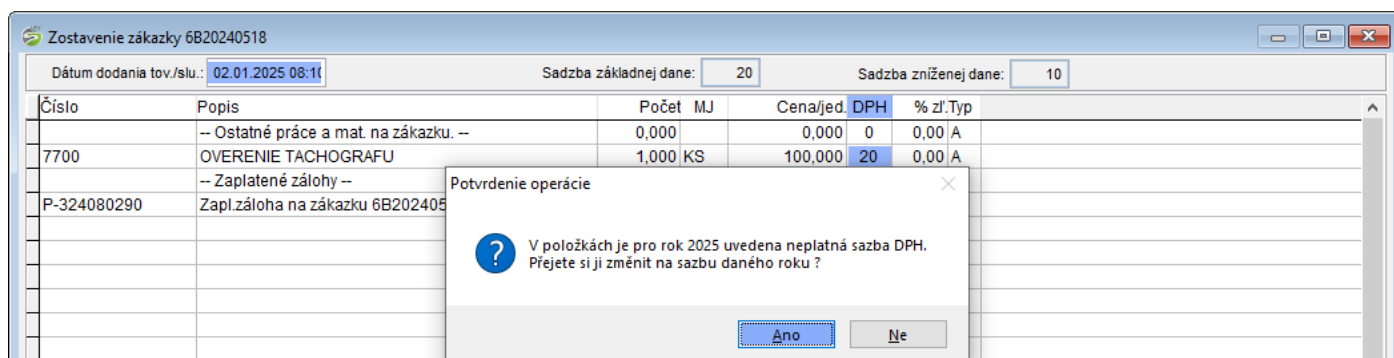 Zostavenie zákazky 6B20240518
Dátum dodania tov./slu.: 02.01.2025 08:10 Sadzba základnej dane: 20 Sadzba zníženej dane: 10
Číslo Popis Počet MJ Cena/jed. DPH % zľ. Typ
-- Ostatné práce a mat. na zákazku. -- 0,000 0,000 0 0,00 A
7700 OVERENIE TACHOGRAFU 1,000 KS 100,000 20 0,00 A
-- Zaplatené zálohy --
P-324080290 Zapl.záloha na zákazku 6B202405
Potvrdenie operácie
V položkách je pro rok 2025 uvedena neplatná sazba DPH.
Přejete si ji změnit na sazbu daného roku ?
Ano Ne